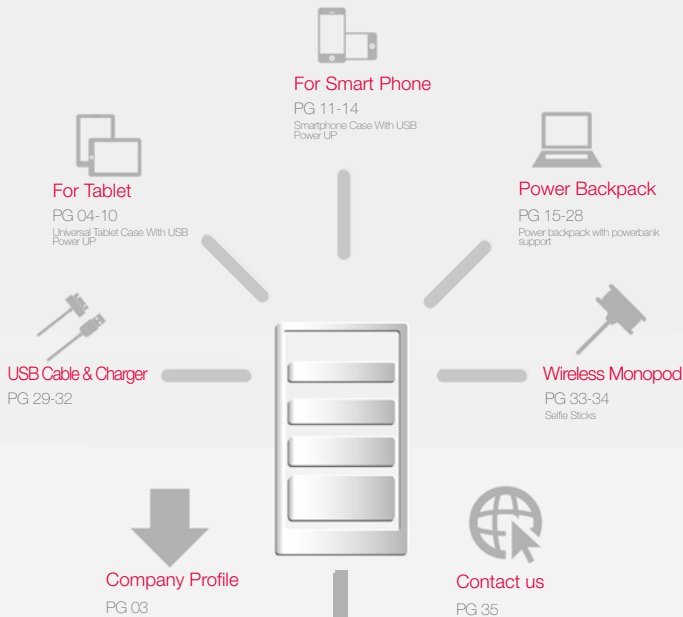 For Smart Phone
PG 11-14
Smartphone Case With USB
Power UP
For Tablet
PG 04-10
Universal Tablet Case With USB
Power UP
Power Backpack
PG 15-28
Power backpack with powerbank
support
USB Cable & Charger
PG 29-32
Wireless Monopod
PG 33-34
Selfie Sticks
Company Profile
PG 03
Contact us
PG 35